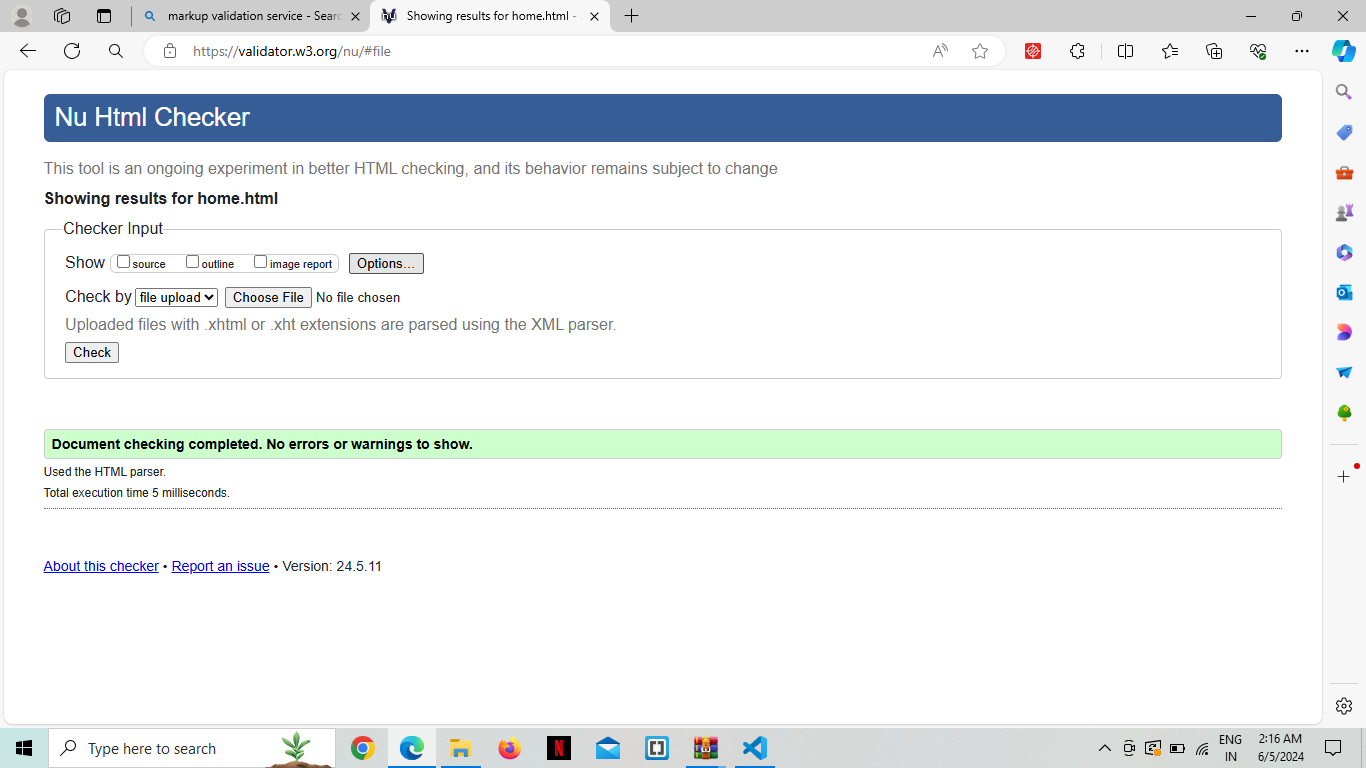 markup validation service - Sear
Showing results for home.html -
https://validator.w3.org/nu/#file
Nu Html Checker
This tool is an ongoing experiment in better HTML checking, and its behavior remains subject to change
Showing results for home.html
Checker Input
Show source outline image report Options...
Check by file upload Choose File No file chosen
Uploaded files with .xhtml or .xht extensions are parsed using the XML parser.
Check
Document checking completed. No errors or warnings to show.
Used the HTML parser.
Total execution time 5 milliseconds.
About this checker • Report an issue • Version: 24.5.11
Type here to search
ENG
IN
2:16 AM
6/5/2024